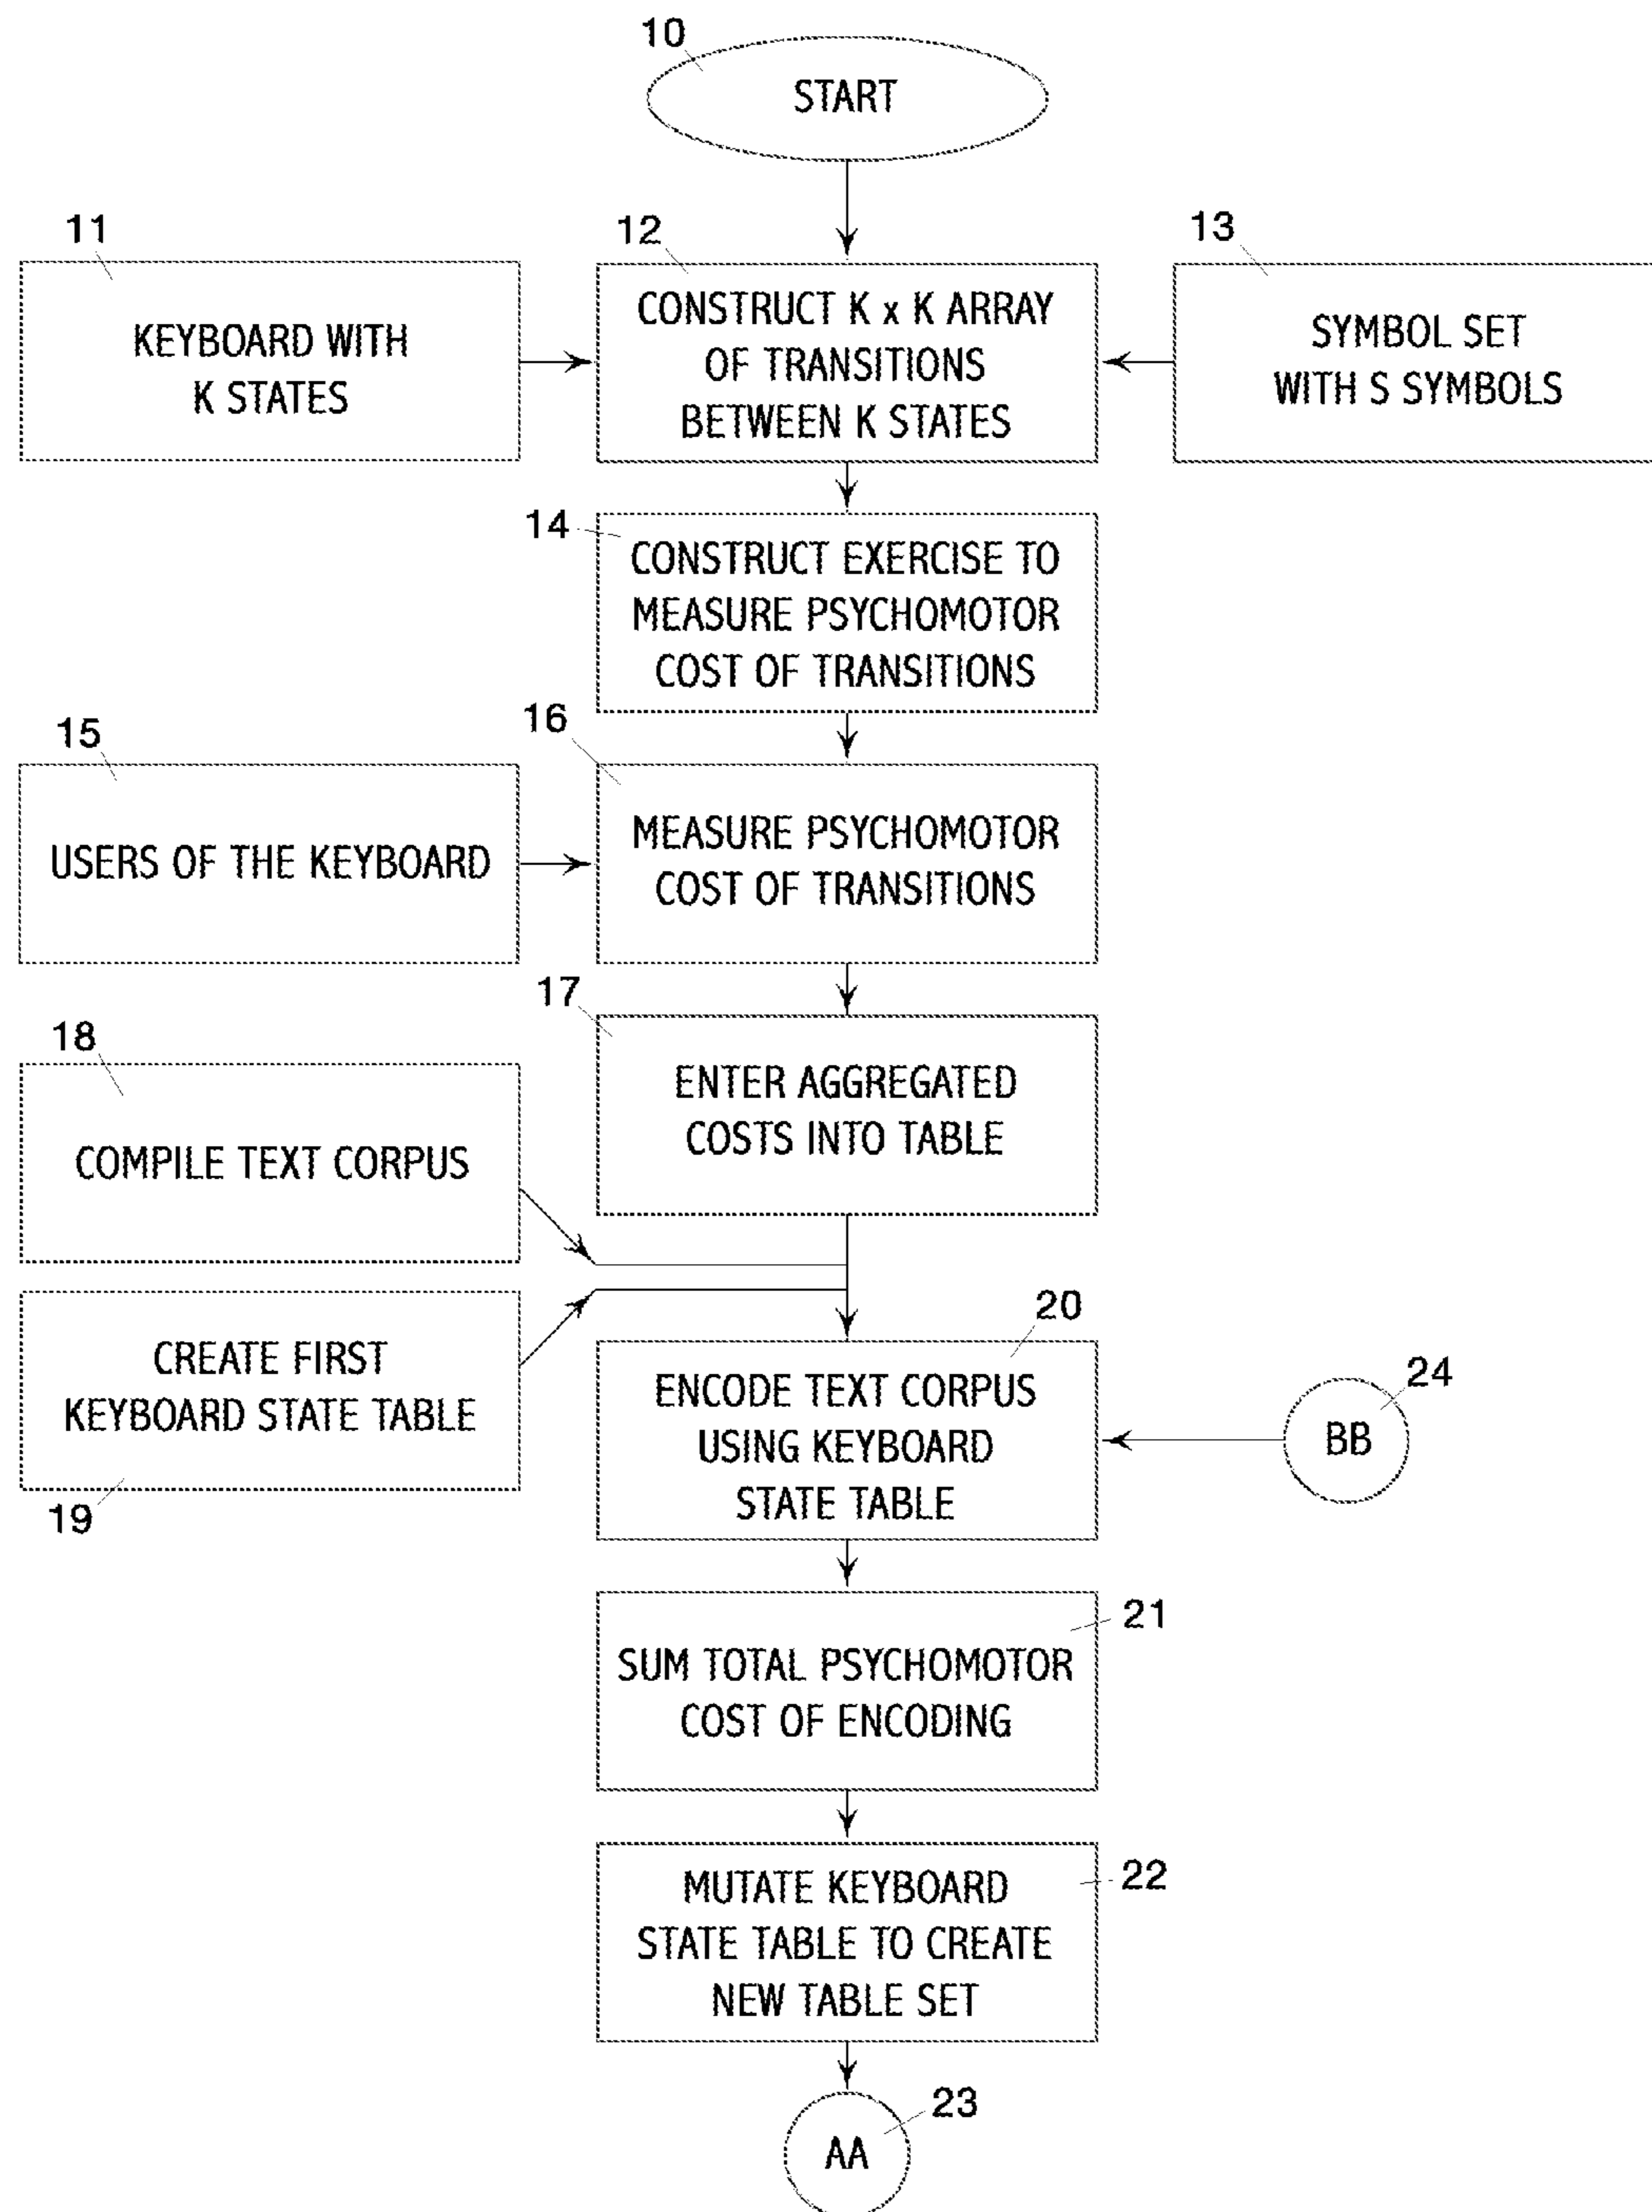 10
START
11
KEYBOARD WITH
K STATES
12
CONSTRUCT K x K ARRAY
OF TRANSITIONS
BETWEEN K STATES
13
SYMBOL SET
WITH S SYMBOLS
14
CONSTRUCT EXERCISE TO
MEASURE PSYCHOMOTOR
COST OF TRANSITIONS
15
USERS OF THE KEYBOARD
16
MEASURE PSYCHOMOTOR
COST OF TRANSITIONS
17
ENTER AGGREGATED
COSTS INTO TABLE
18
COMPILE TEXT CORPUS
CREATE FIRST
KEYBOARD STATE TABLE
19
20
ENCODE TEXT CORPUS
USING KEYBOARD
STATE TABLE
24
BB
21
SUM TOTAL PSYCHOMOTOR
COST OF ENCODING
22
MUTATE KEYBOARD
STATE TABLE TO CREATE
NEW TABLE SET
23
AA